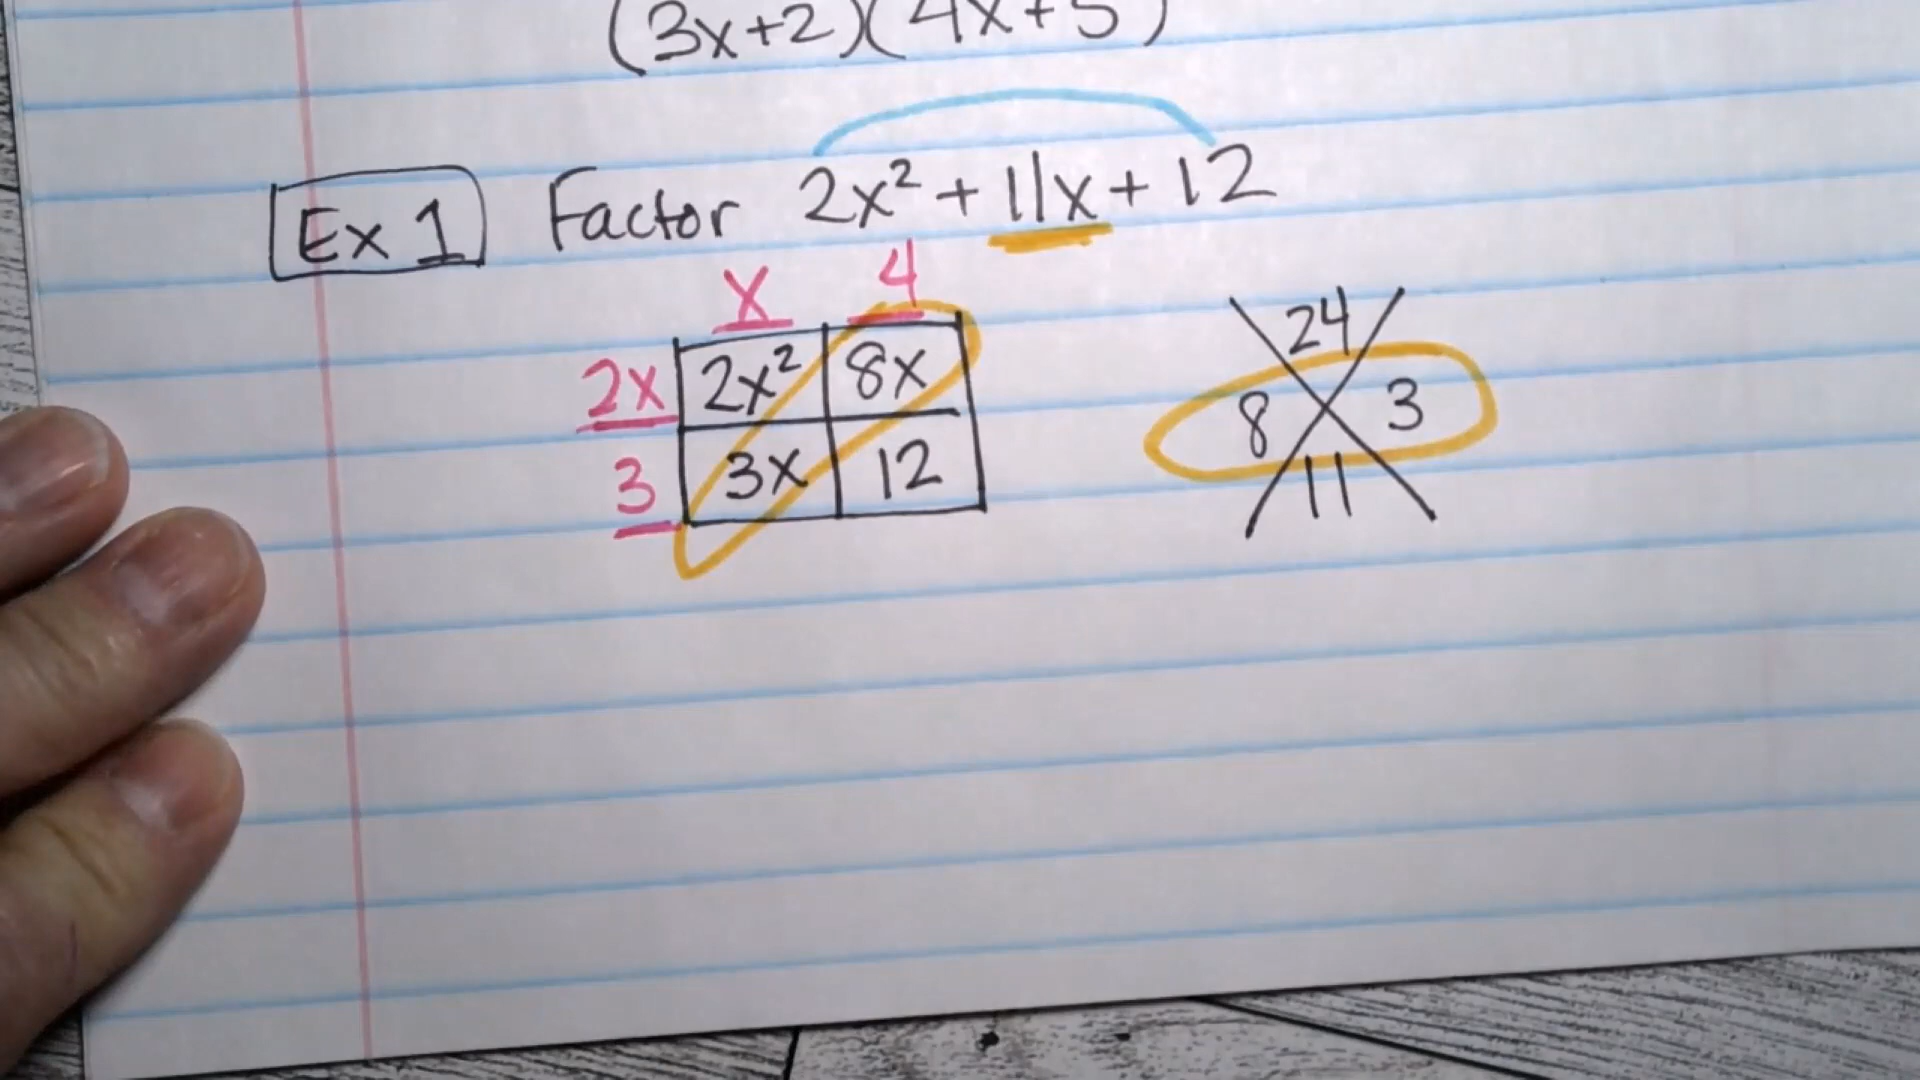 (3x+2)(4x+5)
Ex 1 Factor 2x² + 11x + 12
x 4
2x 2x² 8x
3 3x 12
24
8 3
11